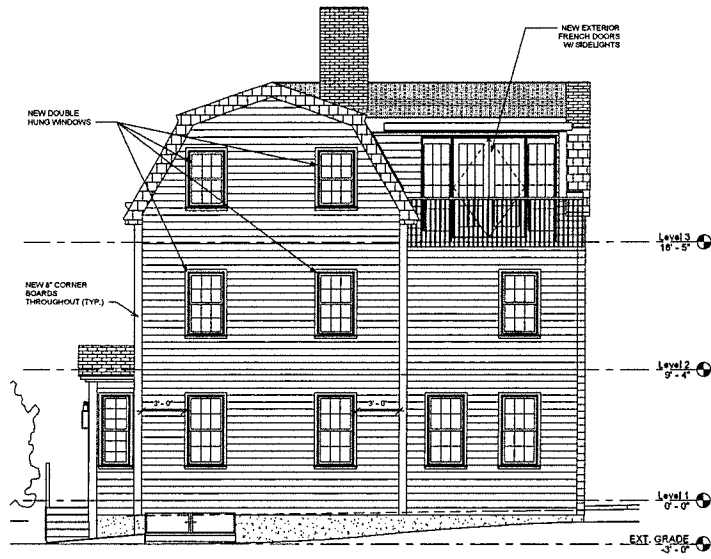 NEW EXTERIOR
FRENCH DOORS
W/ SIDELIGHTS
NEW DOUBLE
HUNG WINDOWS
Level 3
18' - 5"
NEW 8" CORNER
BOARDS
THROUGHOUT (TYP.)
Level 2
9' - 4"
3' - 0"
3' - 0"
Level 1
0' - 0"
EXT. GRADE
-3' - 0"